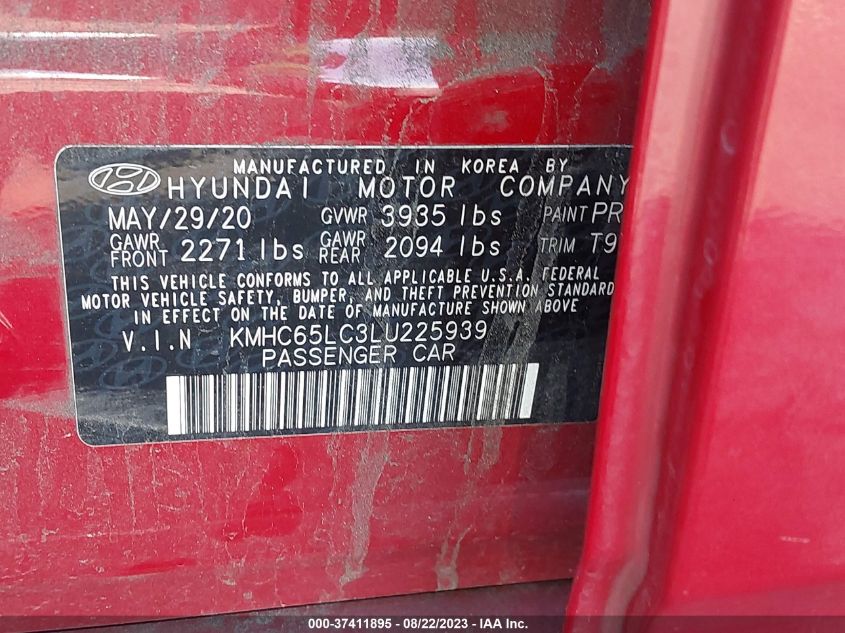 MANUFACTURED IN KOREA BY
HYUNDAI MOTOR COMPANY
MAY/29/20 GVWR 3935 lbs PAINT PR
GAWR FRONT 2271 lbs GAWR REAR 2094 lbs TRIM T9
THIS VEHICLE CONFORMS TO ALL APPLICABLE U.S.A. FEDERAL
MOTOR VEHICLE SAFETY, BUMPER, AND THEFT PREVENTION STANDARD
IN EFFECT ON THE DATE OF MANUFACTURE SHOWN ABOVE
V.I.N KMHC65LC3LU225939
PASSENGER CAR
000-37411895 - 08/22/2023 - IAA Inc.